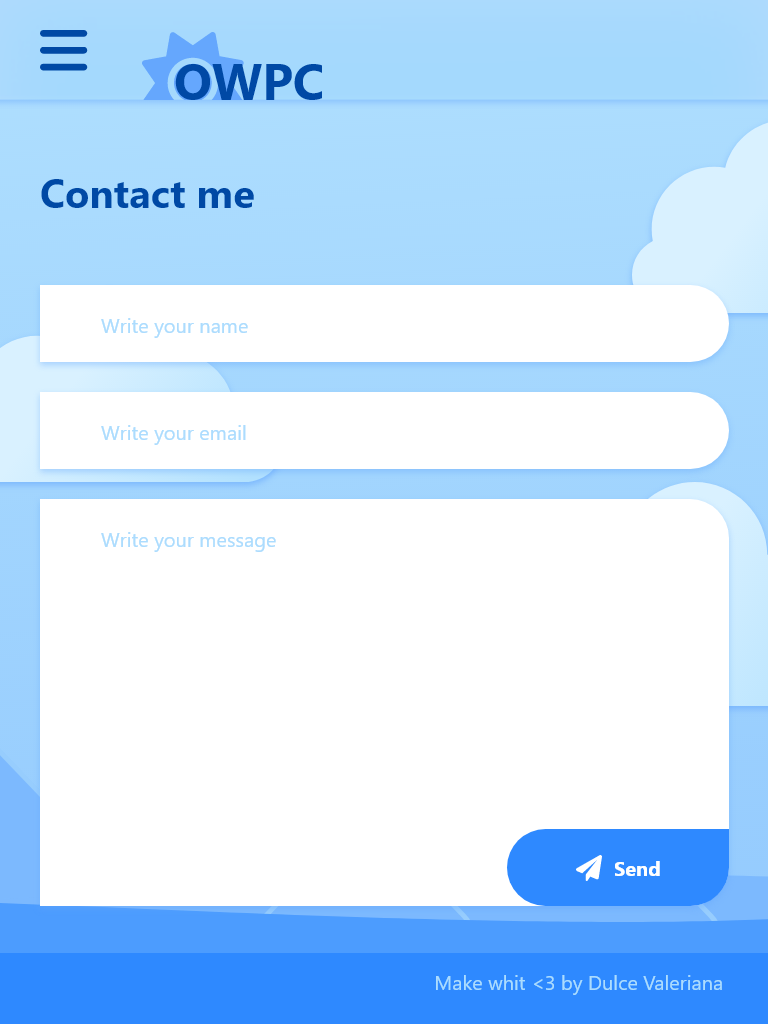 OWPC
Contact me
Write your name
Write your email
Write your message
Send
Make whit <3 by Dulce Valeriana